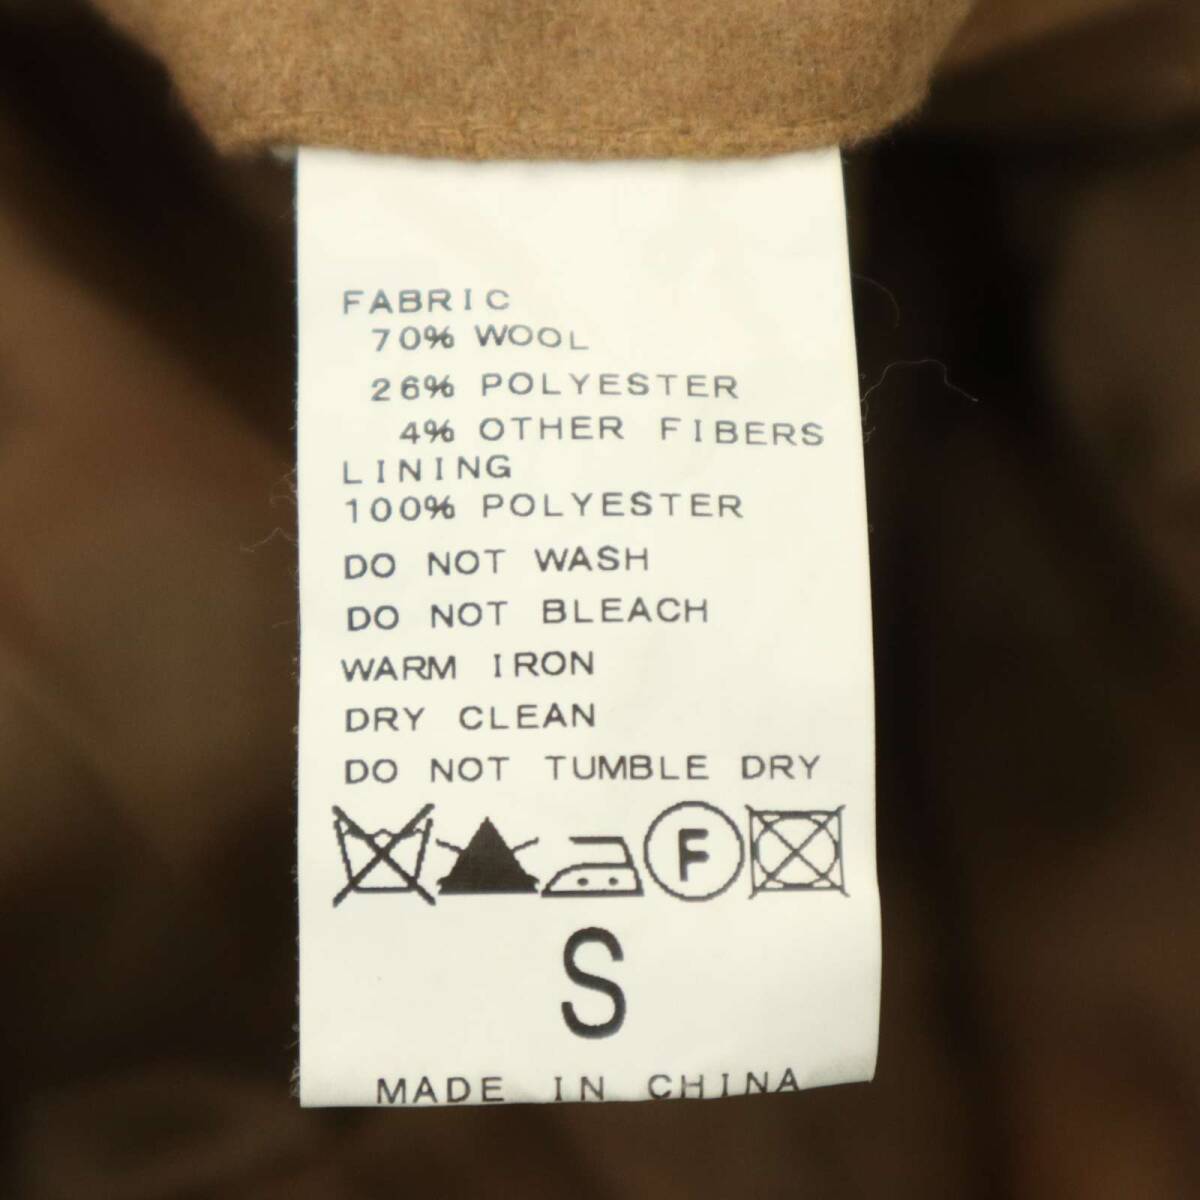 FABRIC
70% WOOL
26% POLYESTER
4% OTHER FIBERS
LINING
100% POLYESTER
DO NOT WASH
DO NOT BLEACH
WARM IRON
DRY CLEAN
DO NOT TUMBLE DRY
F
S
MADE IN CHINA